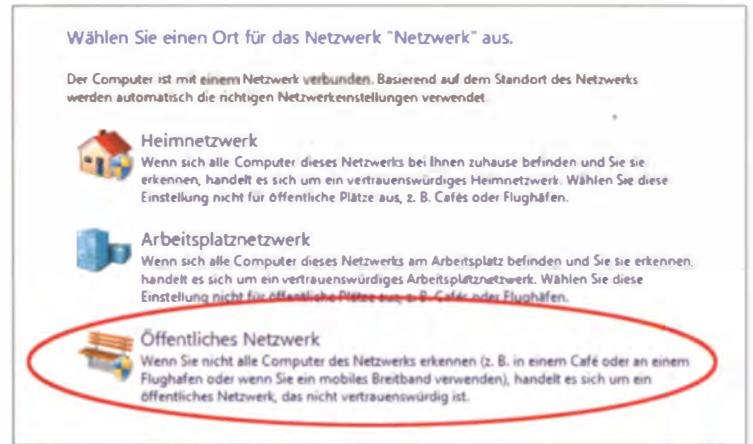 Wählen Sie einen Ort für das Netzwerk "Netzwerk" aus.
Der Computer ist mit einem Netzwerk verbunden. Basierend auf dem Standort des Netzwerks
werden automatisch die richtigen Netzwerkeinstellungen verwendet
Heimnetzwerk
Wenn sich alle Computer dieses Netzwerks bei Ihnen zuhause befinden und Sie sie
erkennen, handelt es sich um ein vertrauenswürdiges Heimnetzwerk. Wählen Sie diese
Einstellung nicht für öffentliche Plätze aus, z. B. Cafés oder Flughäfen.
Arbeitsplatznetzwerk
Wenn sich alle Computer dieses Netzwerks am Arbeitsplatz befinden und Sie sie erkennen,
handelt es sich um ein vertrauenswürdiges Arbeitsplatznetzwerk. Wählen Sie diese
Einstellung nicht für öffentliche Plätze aus, z. B. Cafés oder Flughäfen.
Öffentliches Netzwerk
Wenn Sie nicht alle Computer des Netzwerks erkennen (z. B. in einem Café oder an einem
Flughafen oder wenn Sie ein mobiles Breitband verwenden), handelt es sich um ein
öffentliches Netzwerk, das nicht vertrauenswürdig ist.